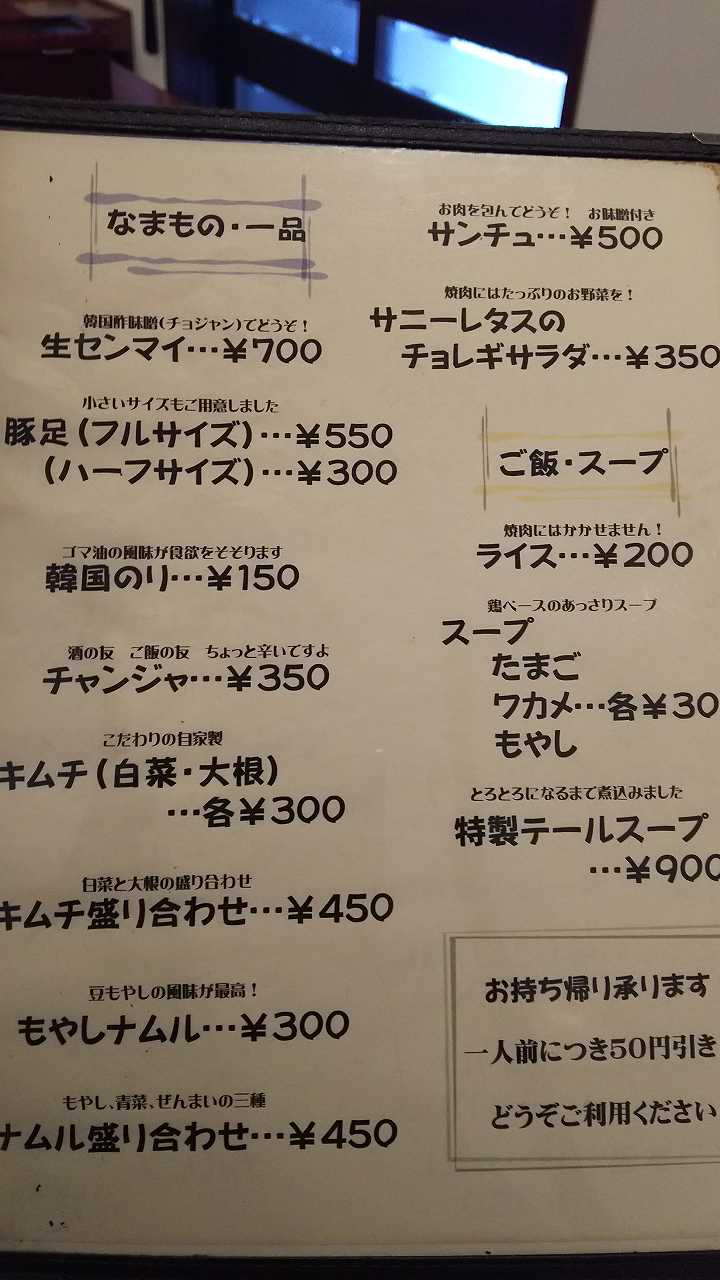 なまもの・一品
韓国酢味噌(チョジャン)でどうぞ!
生センマイ…¥700
小さいサイズもご用意しました
豚足(フルサイズ)…¥550
(ハーフサイズ)…¥300
ゴマ油の風味が食欲をそそります
韓国のり…¥150
酒の友 ご飯の友 ちょっと辛いですよ
チャンジャ…¥350
こだわりの自家製
キムチ(白菜・大根)
…各¥300
白菜と大根の盛り合わせ
キムチ盛り合わせ…¥450
豆もやしの風味が最高!
もやしナムル…¥300
もやし、青菜、ぜんまいの三種
ナムル盛り合わせ…¥450
お肉を包んでどうぞ! お味噌付き
サンチュ…¥500
焼肉にはたっぷりのお野菜を!
サニーレタスの
チョレギサラダ…¥350
ご飯・スープ
焼肉にはかかせません!
ライス…¥200
鶏ベースのあっさりスープ
スープ
たまご
ワカメ…各¥30
もやし
とろとろになるまで煮込みました
特製テールスープ
…¥900
お持ち帰り承ります
一人前につき50円引き
どうぞご利用ください